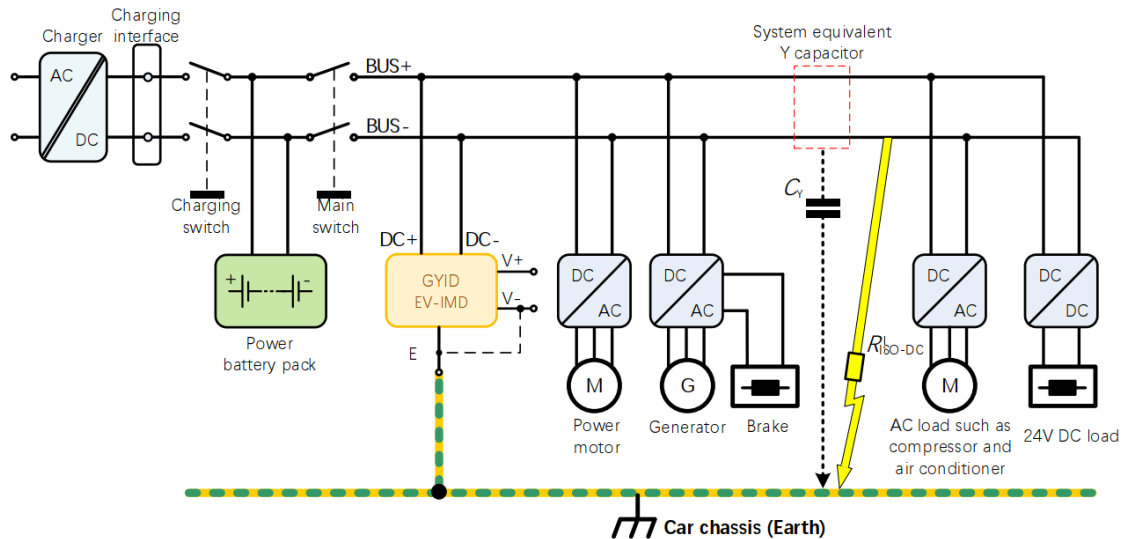 Charging
interface
Charger
AC
DC
System equivalent
Y capacitor
BUS+
BUS-
Charging
switch
Main
switch
C_Y
DC+
DC-
+
-
Power
battery pack
GYID
EV-IMD
V+
V-
E
DC
AC
DC
AC
DC
AC
DC
DC
R_ISO-DC
M
G
M
Power
motor
Generator
Brake
AC load such as
compressor and
air conditioner
24V DC load
Car chassis (Earth)